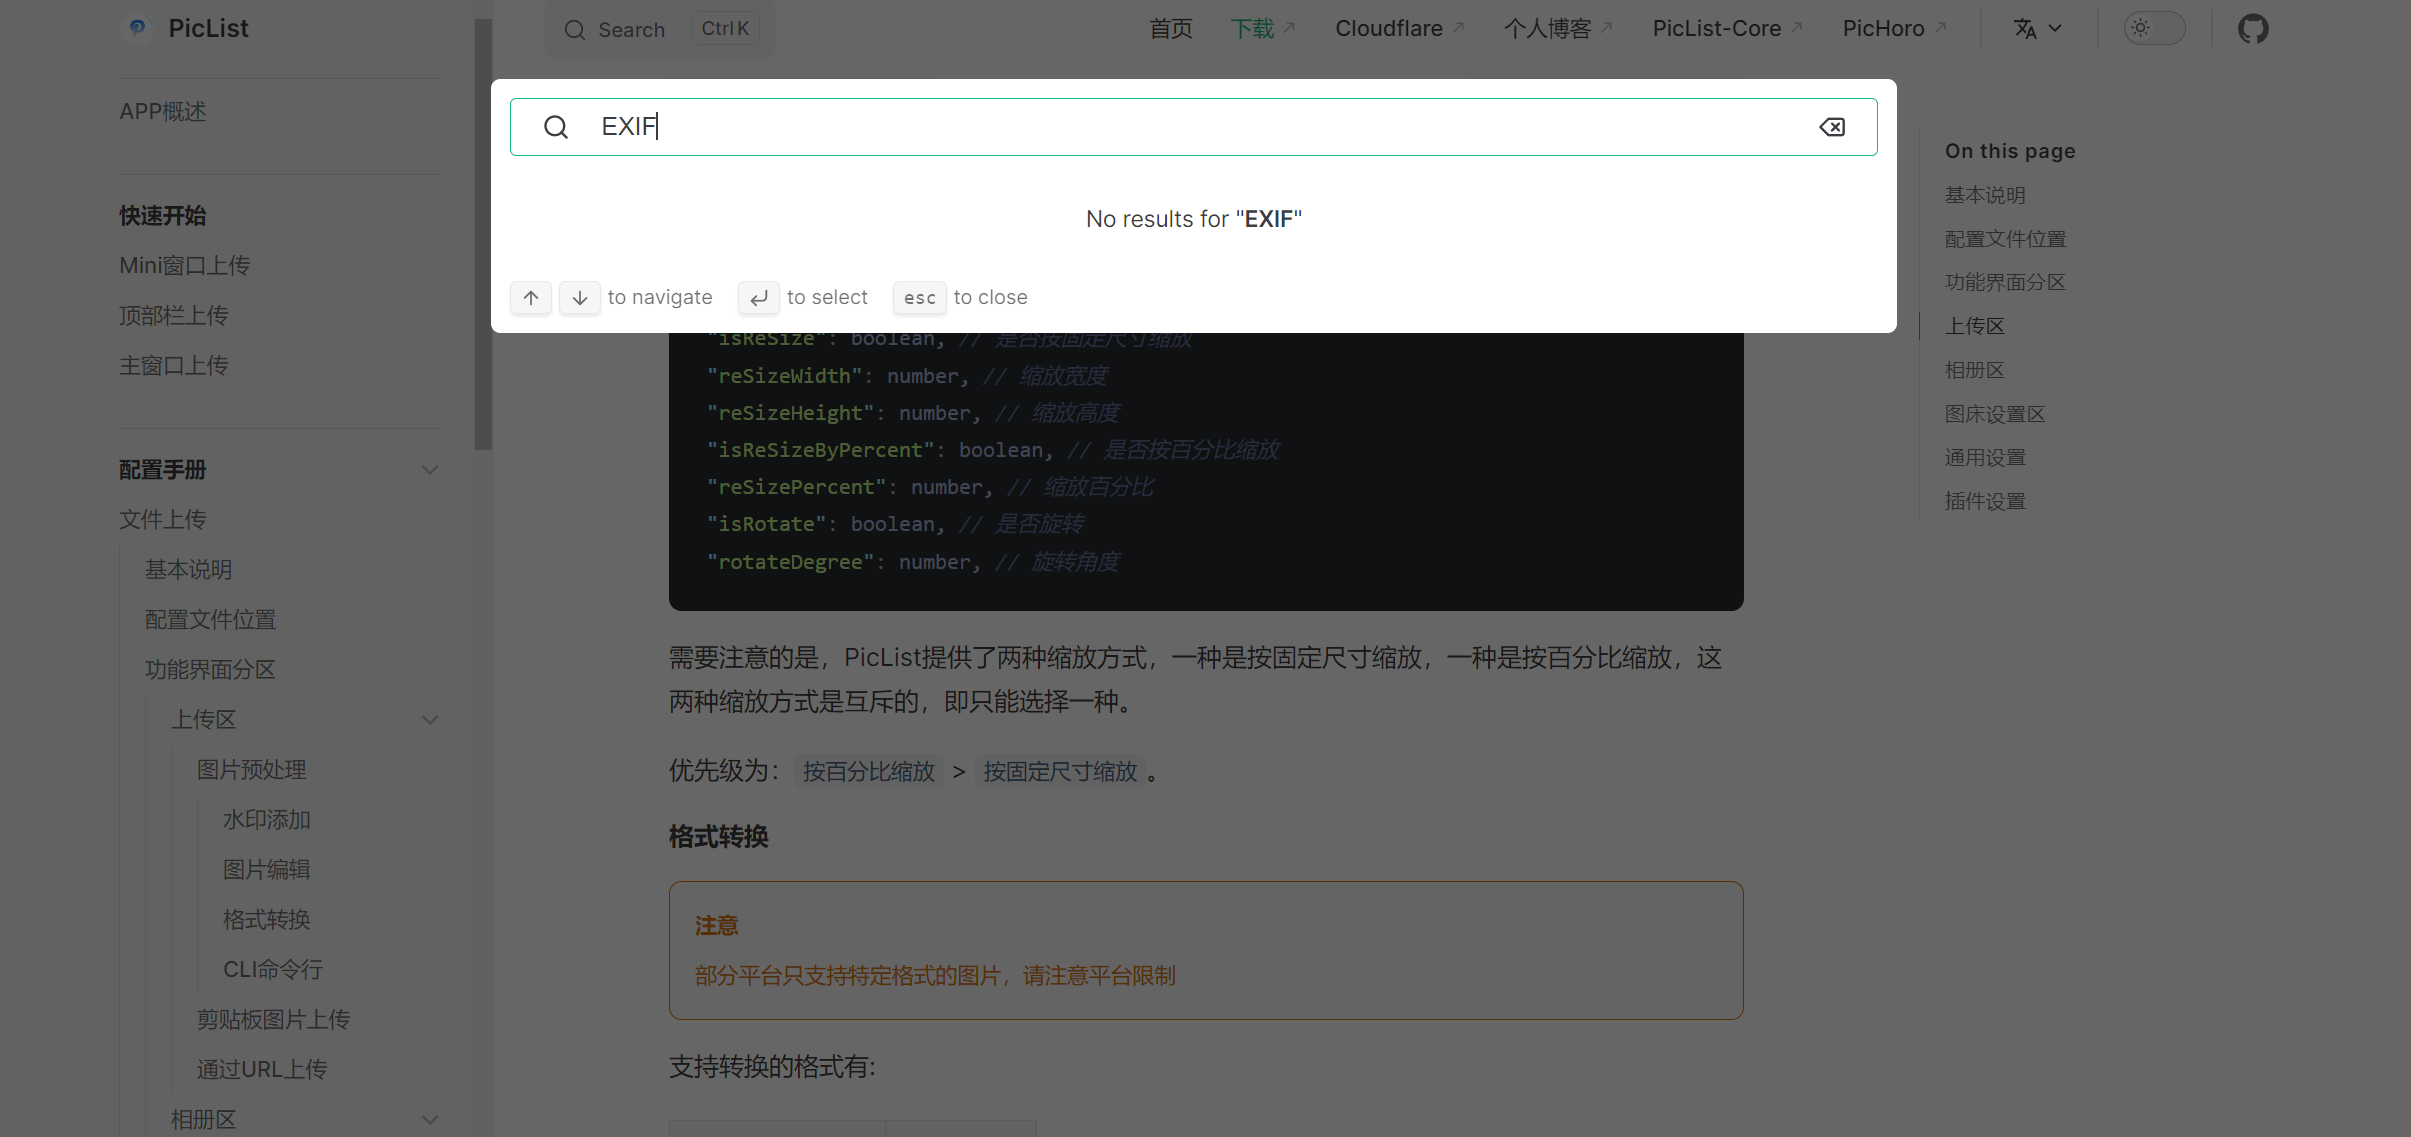 PicList
Search Ctrl K
首页 下载 Cloudflare 个人博客 PicList-Core PicHoro
APP概述
快速开始
Mini窗口上传
顶部栏上传
主窗口上传
配置手册
文件上传
基本说明
配置文件位置
功能界面分区
上传区
图片预处理
水印添加
图片编辑
格式转换
CLI命令行
剪贴板图片上传
通过URL上传
相册区
EXIF
No results for "EXIF"
to navigate to select esc to close
"isReSize": boolean, // 是否按固定尺寸缩放
"reSizeWidth": number, // 缩放宽度
"reSizeHeight": number, // 缩放高度
"isReSizeByPercent": boolean, // 是否按百分比缩放
"reSizePercent": number, // 缩放百分比
"isRotate": boolean, // 是否旋转
"rotateDegree": number, // 旋转角度
需要注意的是，PicList提供了两种缩放方式，一种是按固定尺寸缩放，一种是按百分比缩放，这
两种缩放方式是互斥的，即只能选择一种。
优先级为： 按百分比缩放 > 按固定尺寸缩放 。
格式转换
注意
部分平台只支持特定格式的图片，请注意平台限制
支持转换的格式有:
On this page
基本说明
配置文件位置
功能界面分区
上传区
相册区
图床设置区
通用设置
插件设置